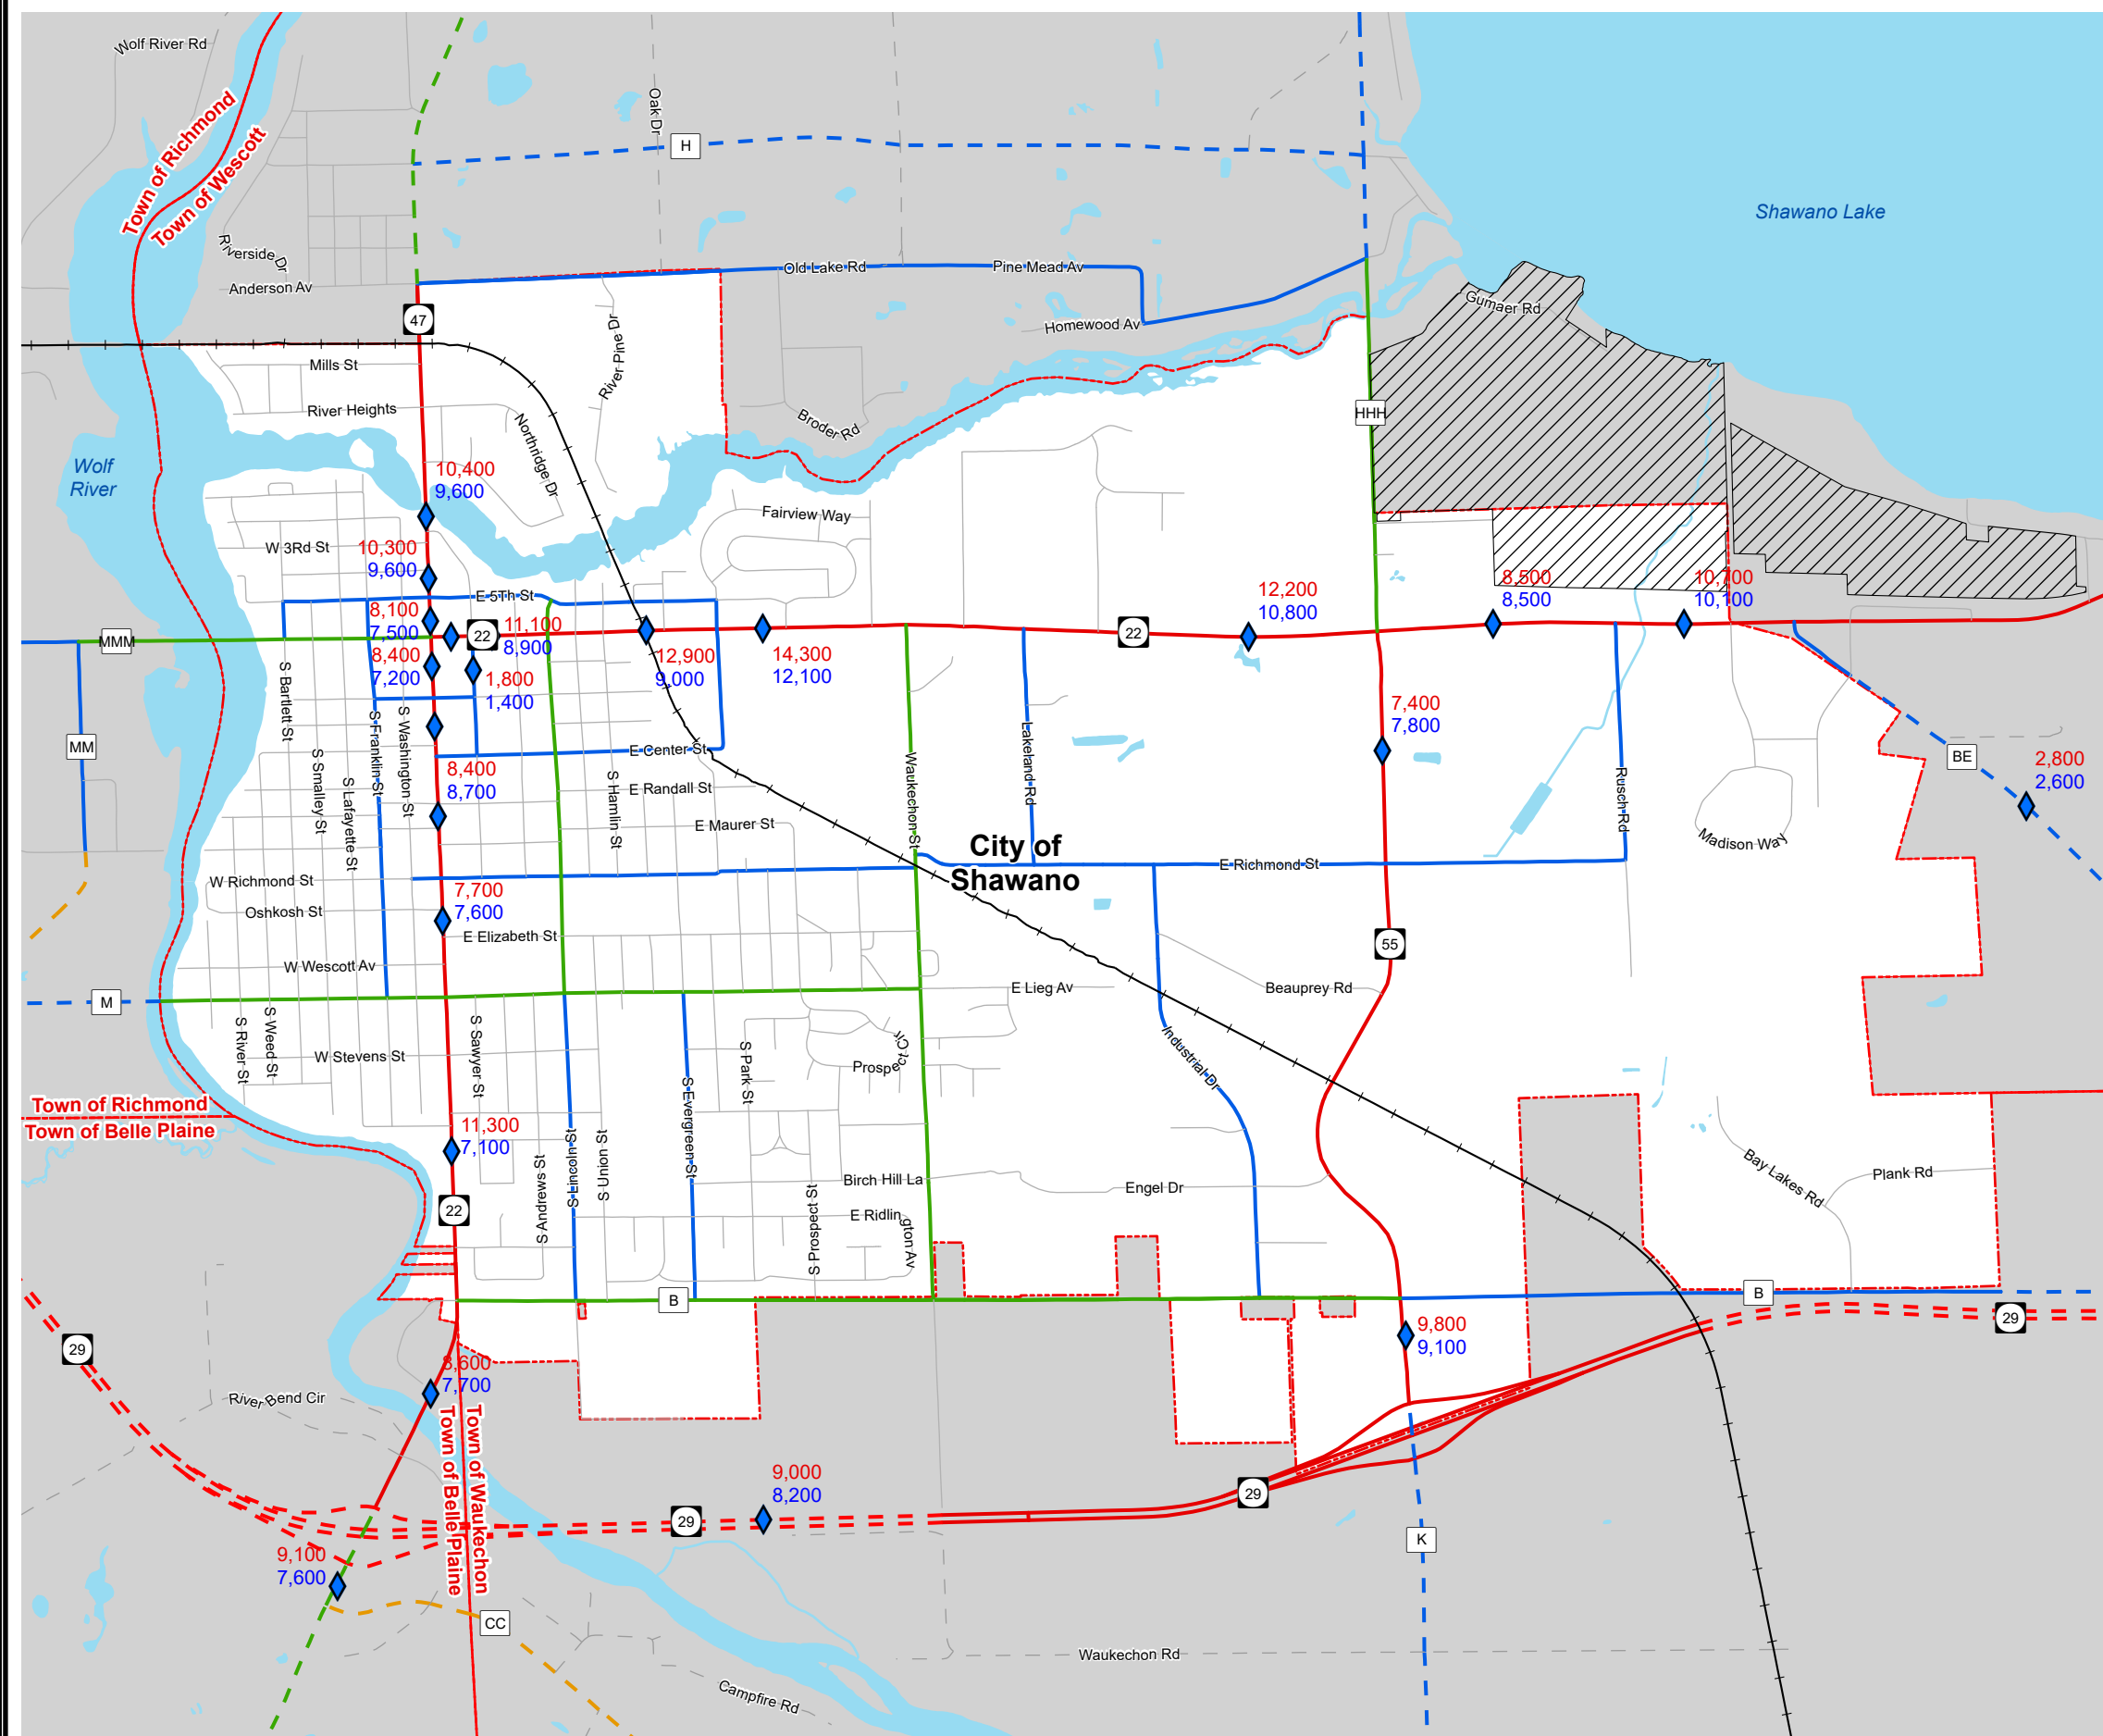 Wolf River Rd
Oak Dr
Town of Richmond
Town of Wescott
H
Shawano Lake
Riverside Dr
Anderson Av
Old Lake Rd
Pine Mead Av
47
Homewood Av
Gumaer Rd
Mills St
River Pine Dr
River Heights
Northridge Dr
Broder Rd
HHH
Wolf
River
10,400
9,600
Fairview Way
W 3Rd St
10,300
9,600
E 5Th St
8,100
7,500
MMM
22
11,100
8,900
22
12,200
10,800
8,500
8,500
10,700
10,100
8,400
7,200
1,800
1,400
12,900
9,000
14,300
12,100
7,400
7,800
S Bartlett St
S Franklin St
S Washington St
MM
S Smalley St
S Lafayette St
E Center St
8,400
8,700
S Hamlin St
E Randall St
E Maurer St
Waukechon St
Lakeland Rd
Rusch Rd
BE
2,800
2,600
Madison Way
City of
Shawano
E Richmond St
W Richmond St
7,700
7,600
Oshkosh St
E Elizabeth St
55
W Wescott Av
M
E Lieg Av
Beauprey Rd
S River St
S Weed St
S Sawyer St
W Stevens St
S Park St
Prospect Cir
Industrial Dr
S Evergreen St
Town of Richmond
Town of Belle Plaine
11,300
7,100
S Andrews St
S Lincoln St
S Union St
Birch Hill La
Engel Dr
Bay Lakes Rd
Plank Rd
22
S Prospect St
E Ridlington Av
B
B
29
29
9,800
9,100
8,600
7,700
River Bend Cir
Town of Belle Plaine
Town of Waukechon
9,000
8,200
29
29
K
9,100
7,600
CC
Waukechon Rd
Campfire Rd